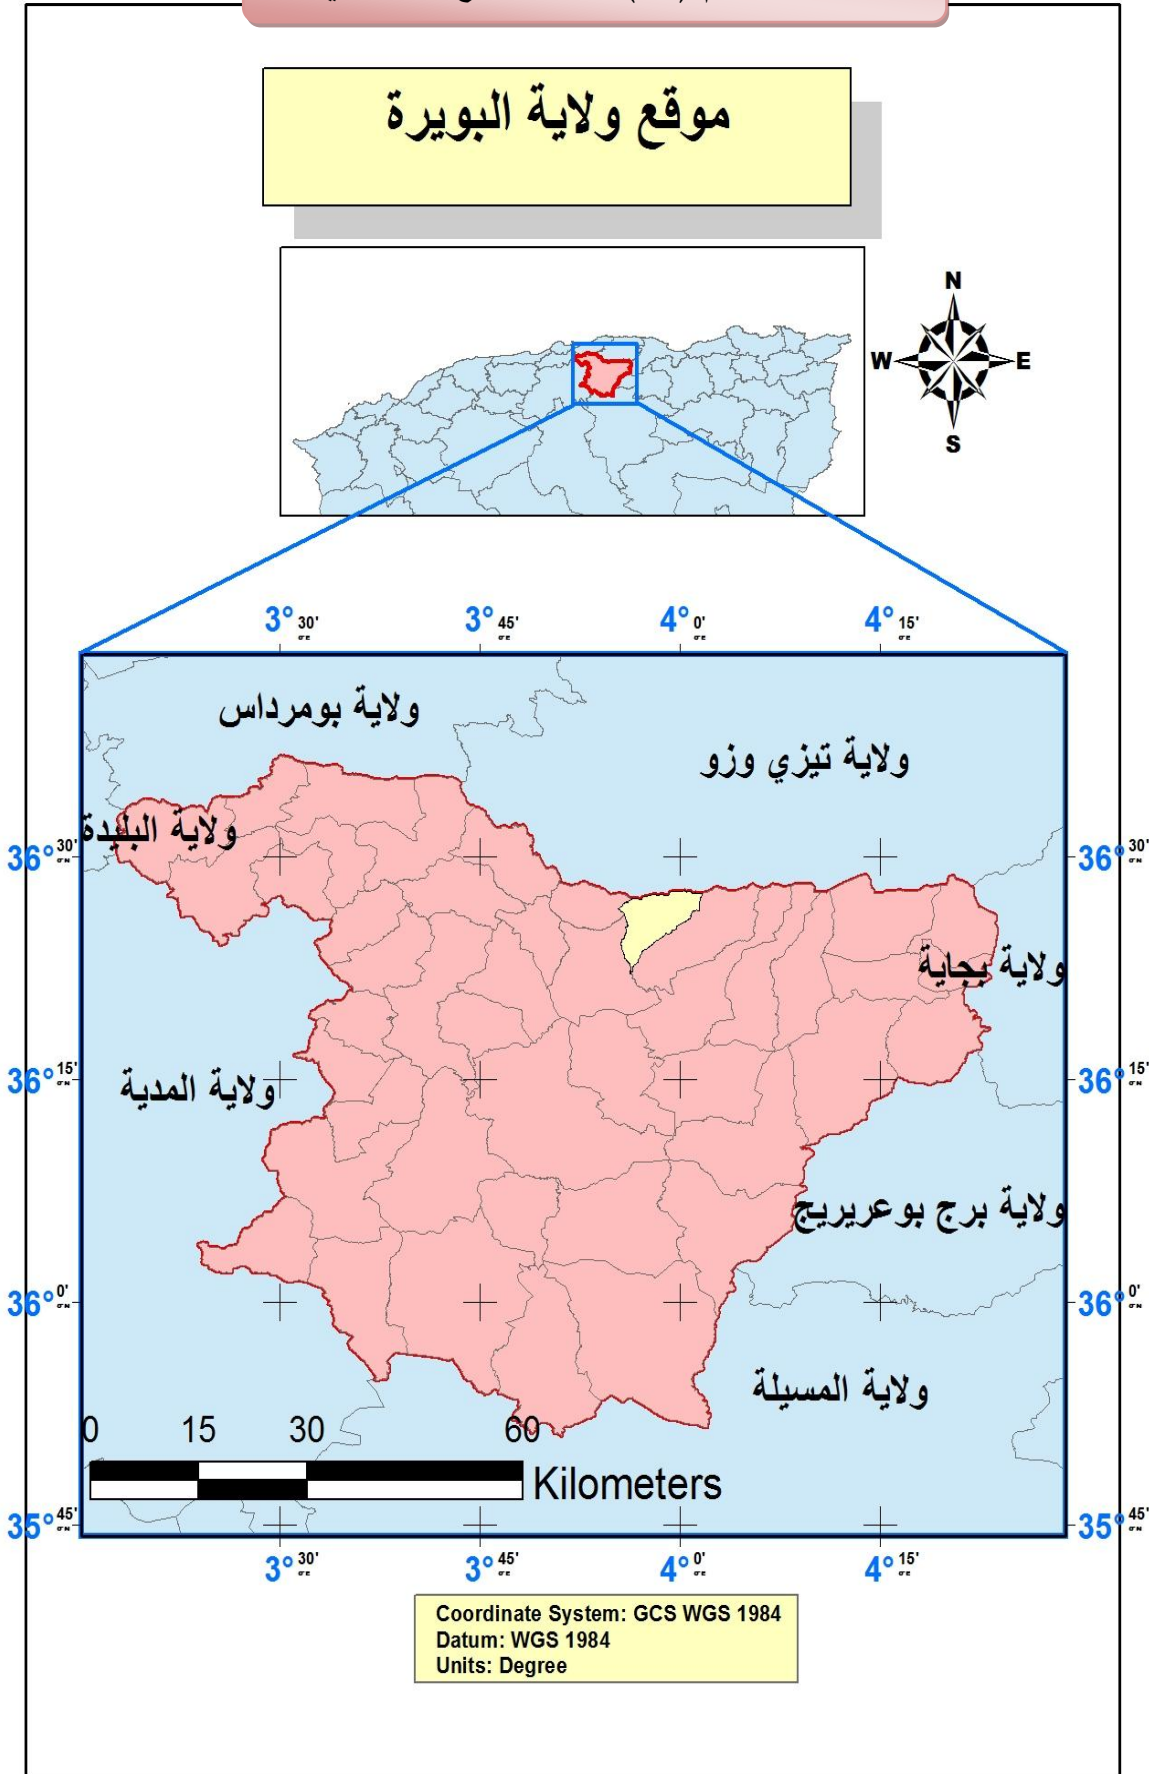 موقع ولاية البويرة
N
W E
S
3° 30' 3° 45' 4° 0' 4° 15'
ولاية بومرداس
ولاية تيزي وزو
ولاية البليدة
36° 30' 36° 30'
ولاية بجاية
36° 15' 36° 15'
ولاية المدية
ولاية برج بوعريريج
36° 0' 36° 0'
ولاية المسيلة
0 15 30 60
Kilometers
35° 45' 35° 45'
3° 30' 3° 45' 4° 0' 4° 15'
Coordinate System: GCS WGS 1984
Datum: WGS 1984
Units: Degree